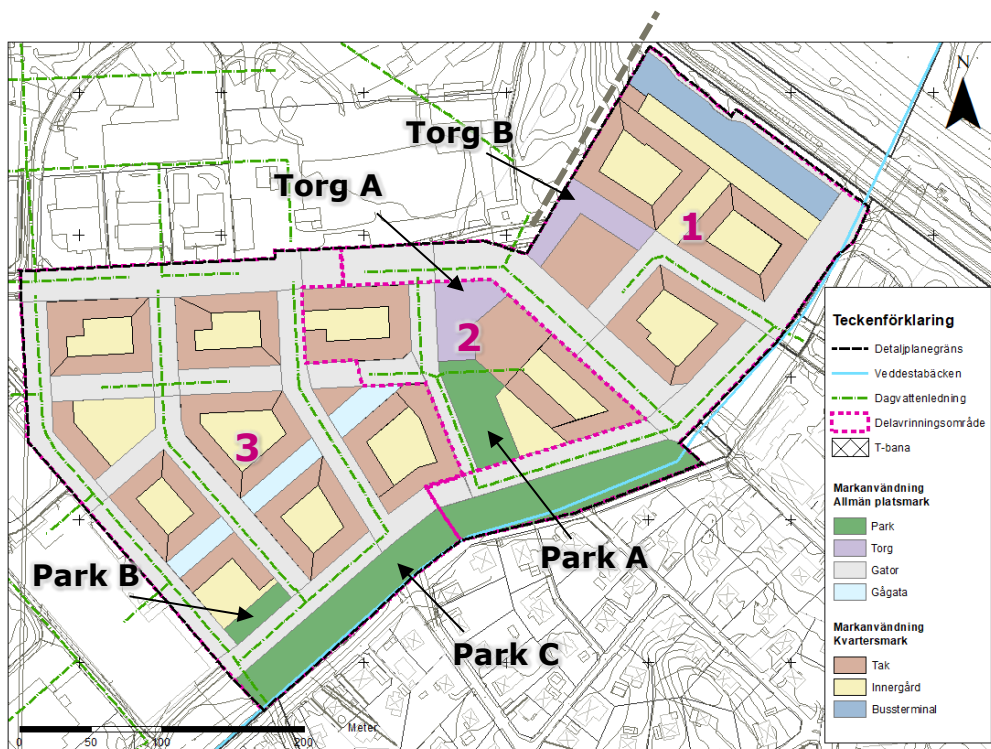 Torg B
Torg A
N
1
2
3
Park B
Park A
Park C
Meter
0 50 100 200
Teckenförklaring
Detaljplanegräns
Veddestabäcken
Dagvattenledning
Delavrinningsområde
T-bana
Markanvändning
Allmän platsmark
Park
Torg
Gator
Gågata
Markanvändning
Kvartersmark
Tak
Innergård
Bussterminal